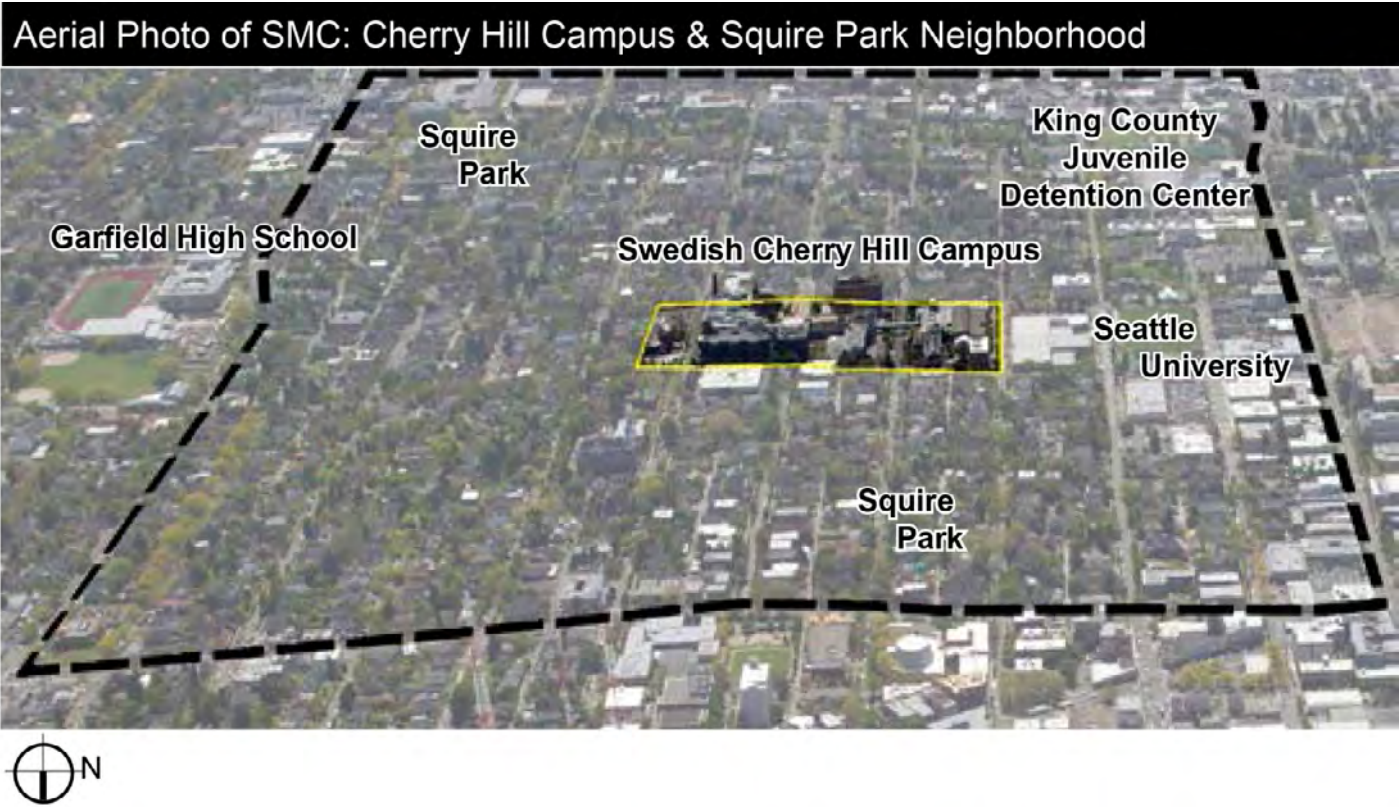 Aerial Photo of SMC: Cherry Hill Campus & Squire Park Neighborhood
Squire
Park
King County
Juvenile
Detention Center
Garfield High School
Swedish Cherry Hill Campus
Seattle
University
Squire
Park
N